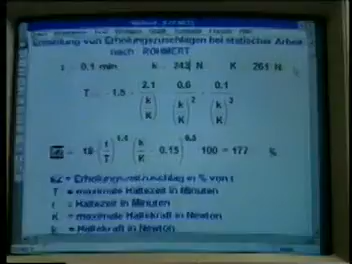 Ermittlung von Erholungszuschlägen bei statischer Arbeit
nach ROHMERT
t 0.1 min k 243 N K 261 N
T = - 1.5 + 2.1 / (k/K) - 0.6 / (k/K)² + 0.1 / (k/K)³
EZ = 18 (t/T)^1.4 (k/K - 0.15)^0.5 100 = 177 %
EZ = Erholungszeitzuschlag in % von t
T = maximale Haltezeit in Minuten
t = Haltezeit in Minuten
K = maximale Haltekraft in Newton
k = Haltekraft in Newton